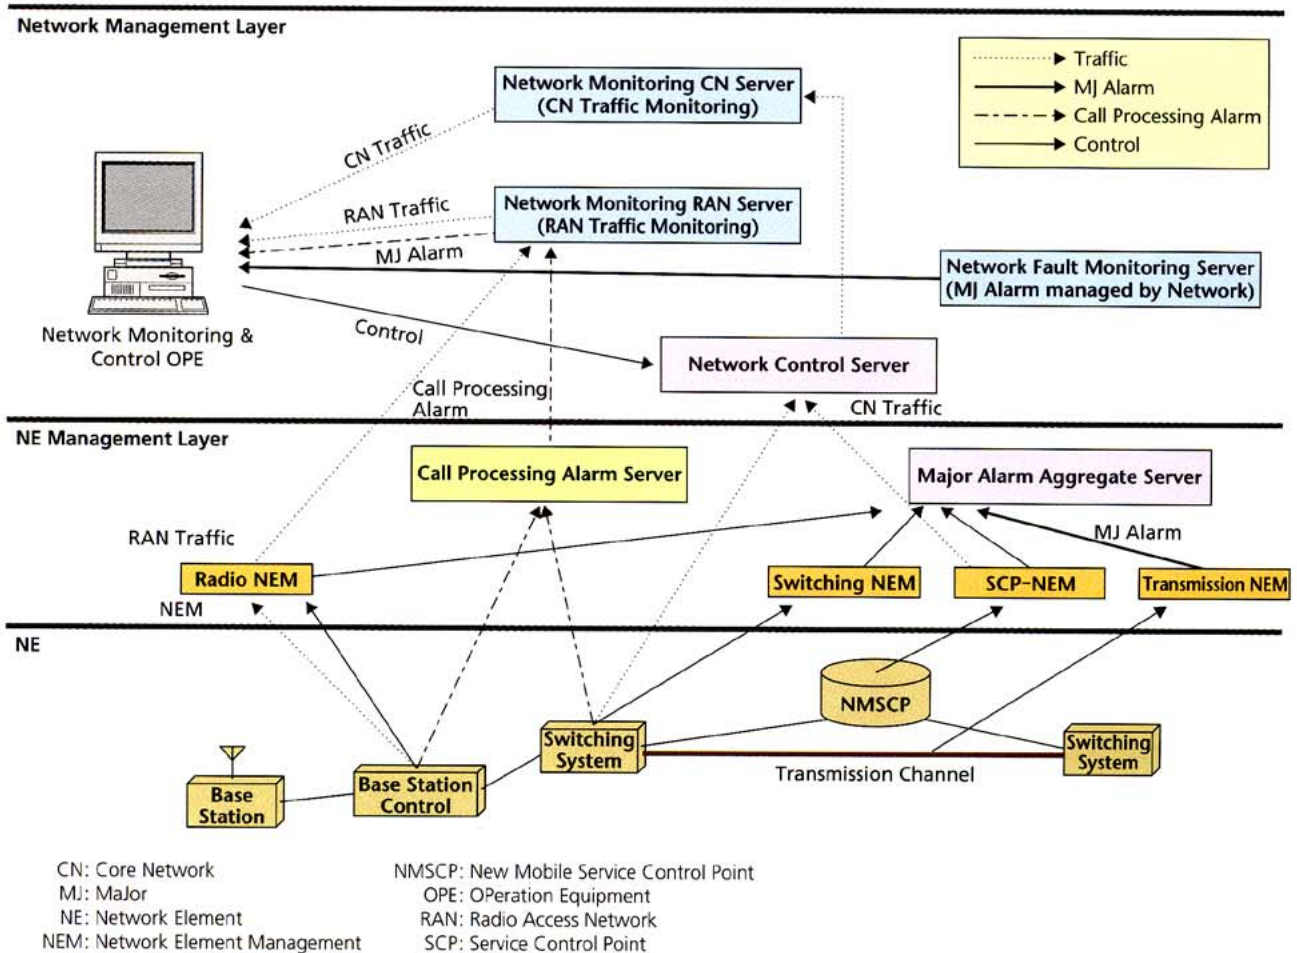 Network Management Layer
Traffic
MJ Alarm
Call Processing Alarm
Control
Network Monitoring CN Server
(CN Traffic Monitoring)
CN Traffic
Network Monitoring RAN Server
(RAN Traffic Monitoring)
RAN Traffic
MJ Alarm
Network Fault Monitoring Server
(MJ Alarm managed by Network)
Network Monitoring &
Control OPE
Control
Network Control Server
Call Processing
Alarm
CN Traffic
NE Management Layer
Call Processing Alarm Server
Major Alarm Aggregate Server
RAN Traffic
MJ Alarm
Radio NEM
Switching NEM
SCP-NEM
Transmission NEM
NEM
NE
NMSCP
Switching
System
Switching
System
Transmission Channel
Base Station
Control
Base
Station
CN: Core Network
MJ: MaJor
NE: Network Element
NEM: Network Element Management
NMSCP: New Mobile Service Control Point
OPE: OPeration Equipment
RAN: Radio Access Network
SCP: Service Control Point